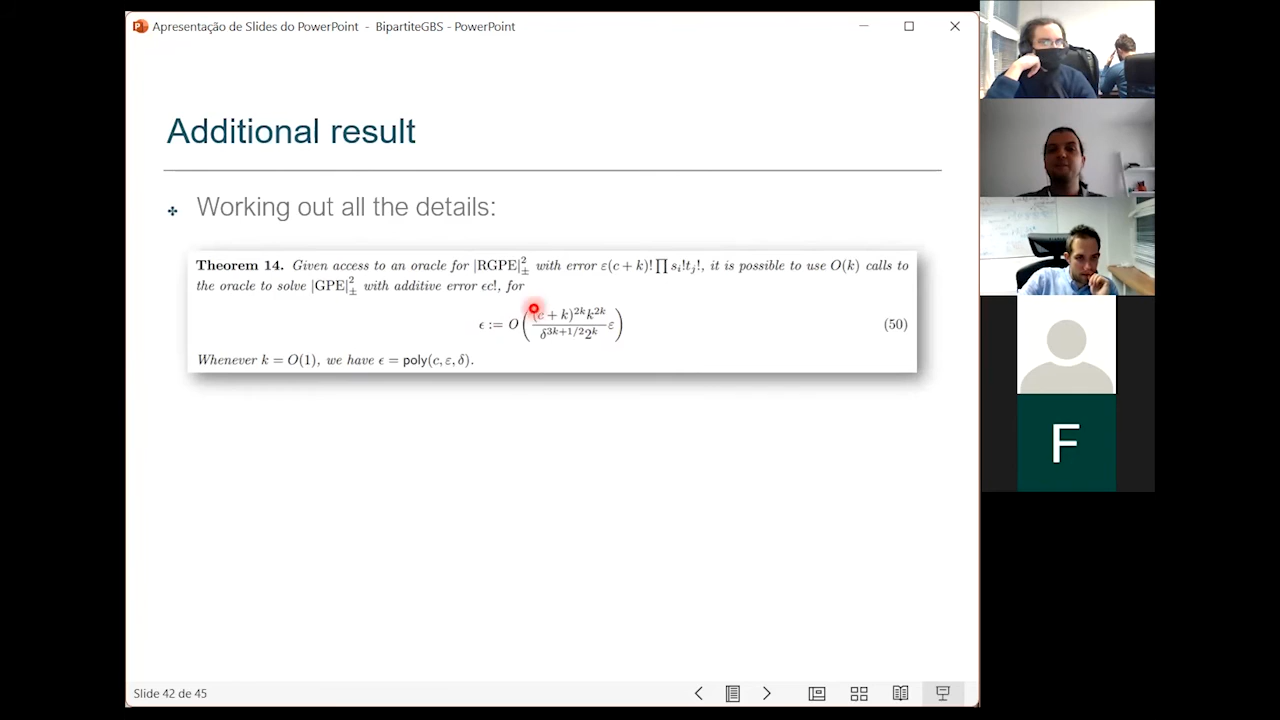 Apresentação de Slides do PowerPoint - BipartiteGBS - PowerPoint
Additional result
Working out all the details:
Theorem 14. Given access to an oracle for |RGPE|²± with error ε(c + k)! ∏ sᵢ!tⱼ!, it is possible to use O(k) calls to
the oracle to solve |GPE|²± with additive error ϵc!, for
ϵ := O( (c + k)^{2k} k^{2k} / δ^{3k+1/2} 2^k ε ) (50)
Whenever k = O(1), we have ϵ = poly(c, ε, δ).
F
Slide 42 de 45